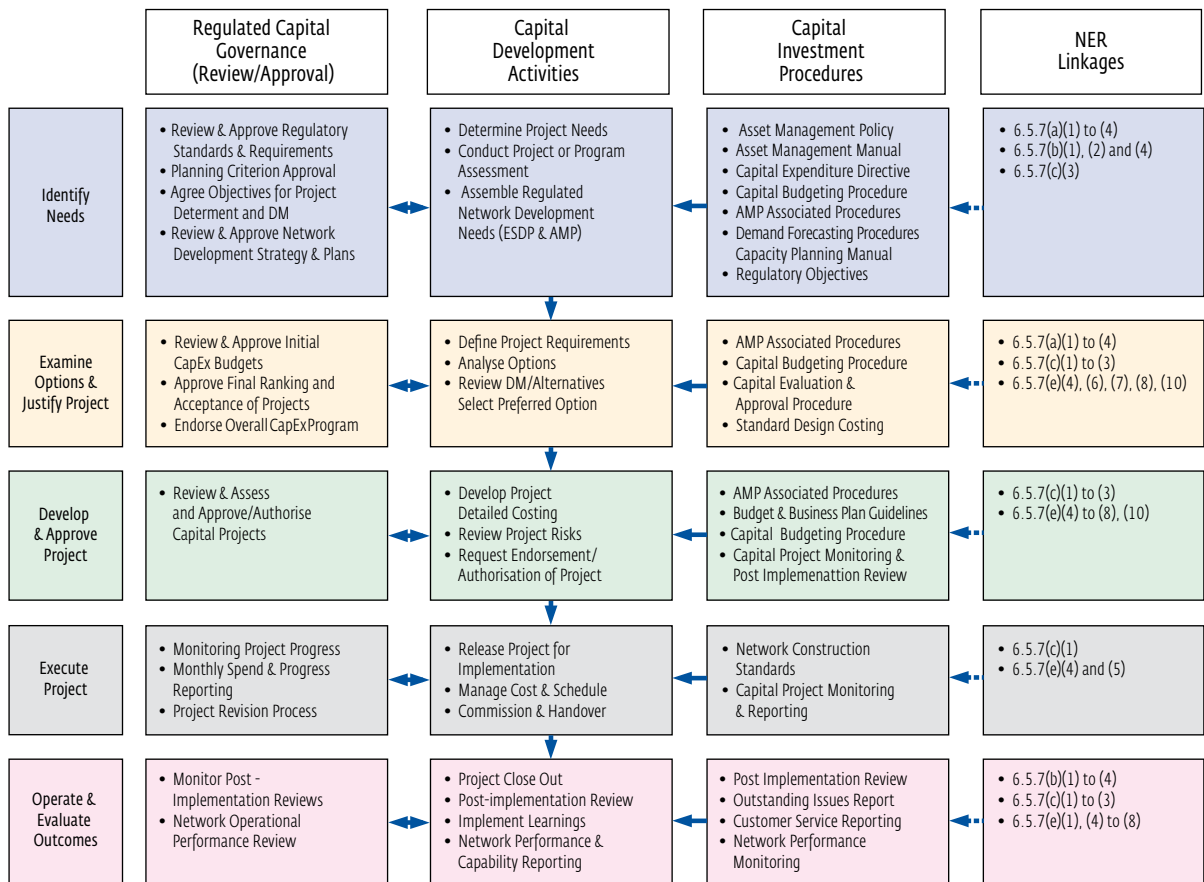 Regulated Capital
Governance
(Review/Approval)
Capital
Development
Activities
Capital
Investment
Procedures
NER
Linkages
Identify
Needs
• Review & Approve Regulatory
Standards & Requirements
• Planning Criterion Approval
• Agree Objectives for Project
Determent and DM
• Review & Approve Network
Development Strategy & Plans
• Determine Project Needs
• Conduct Project or Program
Assessment
• Assemble Regulated
Network Development
Needs (ESDP & AMP)
• Asset Management Policy
• Asset Management Manual
• Capital Expenditure Directive
• Capital Budgeting Procedure
• AMP Associated Procedures
• Demand Forecasting Procedures
Capacity Planning Manual
• Regulatory Objectives
• 6.5.7(a)(1) to (4)
• 6.5.7(b)(1), (2) and (4)
• 6.5.7(c)(3)
Examine
Options &
Justify Project
• Review & Approve Initial
CapEx Budgets
• Approve Final Ranking and
Acceptance of Projects
• Endorse Overall CapExProgram
• Define Project Requirements
• Analyse Options
• Review DM/Alternatives
Select Preferred Option
• AMP Associated Procedures
• Capital Budgeting Procedure
• Capital Evaluation &
Approval Procedure
• Standard Design Costing
• 6.5.7(a)(1) to (4)
• 6.5.7(c)(1) to (3)
• 6.5.7(e)(4), (6), (7), (8), (10)
Develop
& Approve
Project
• Review & Assess
and Approve/Authorise
Capital Projects
• Develop Project
Detailed Costing
• Review Project Risks
• Request Endorsement/
Authorisation of Project
• AMP Associated Procedures
• Budget & Business Plan Guidelines
• Capital Budgeting Procedure
• Capital Project Monitoring &
Post Implemenattion Review
• 6.5.7(c)(1) to (3)
• 6.5.7(e)(4) to (8), (10)
Execute
Project
• Monitoring Project Progress
• Monthly Spend & Progress
Reporting
• Project Revision Process
• Release Project for
Implementation
• Manage Cost & Schedule
• Commission & Handover
• Network Construction
Standards
• Capital Project Monitoring
& Reporting
• 6.5.7(c)(1)
• 6.5.7(e)(4) and (5)
Operate &
Evaluate
Outcomes
• Monitor Post -
Implementation Reviews
• Network Operational
Performance Review
• Project Close Out
• Post-implementation Review
• Implement Learnings
• Network Performance &
Capability Reporting
• Post Implementation Review
• Outstanding Issues Report
• Customer Service Reporting
• Network Performance
Monitoring
• 6.5.7(b)(1) to (4)
• 6.5.7(c)(1) to (3)
• 6.5.7(e)(1), (4) to (8)